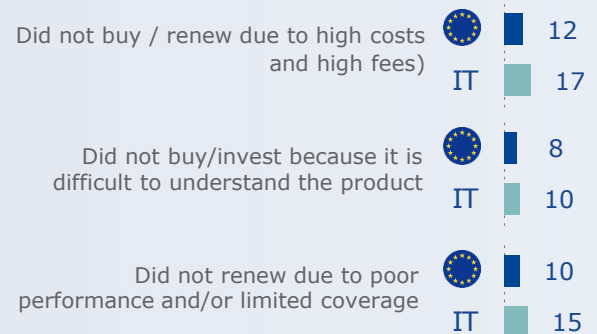 Did not buy / renew due to high costs
and high fees)
12
IT 17
Did not buy/invest because it is
difficult to understand the product
8
IT 10
Did not renew due to poor
performance and/or limited coverage
10
IT 15